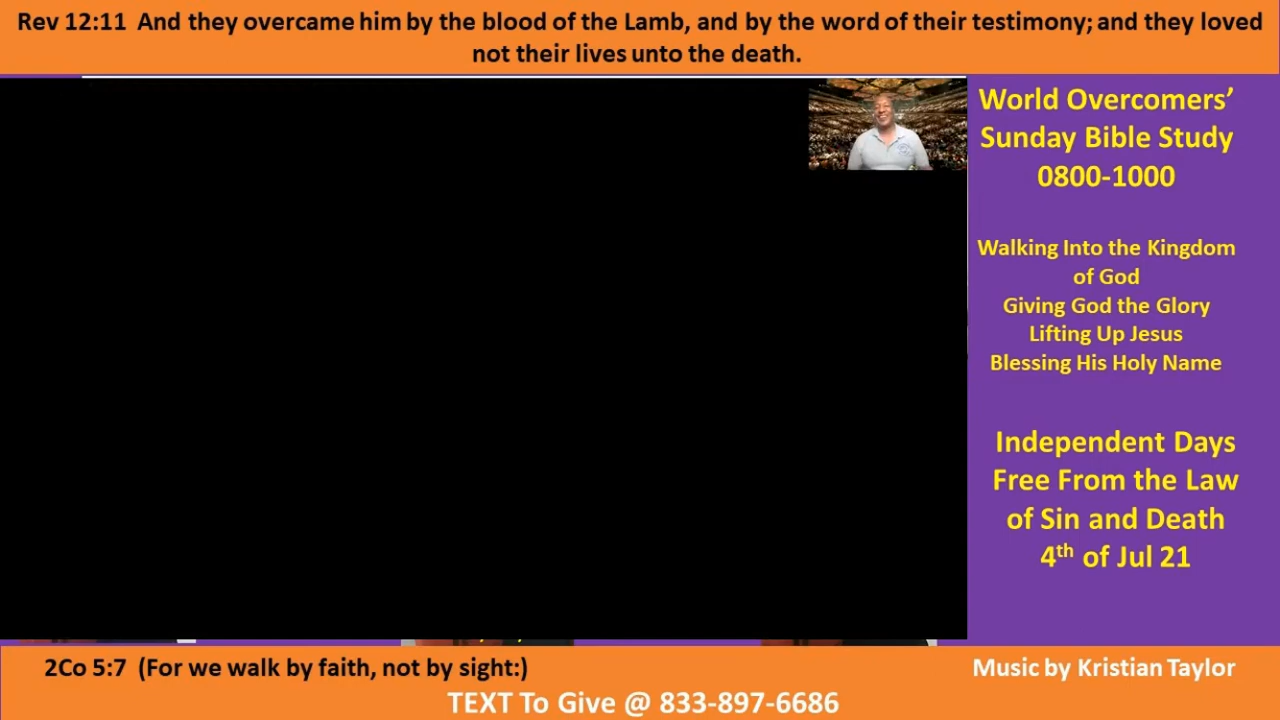 Rev 12:11  And they overcame him by the blood of the Lamb, and by the word of their testimony; and they loved
not their lives unto the death.
World Overcomers'
Sunday Bible Study
0800-1000
Walking Into the Kingdom
of God
Giving God the Glory
Lifting Up Jesus
Blessing His Holy Name
Independent Days
Free From the Law
of Sin and Death
4th of Jul 21
2Co 5:7  (For we walk by faith, not by sight:)
Music by Kristian Taylor
TEXT To Give @ 833-897-6686